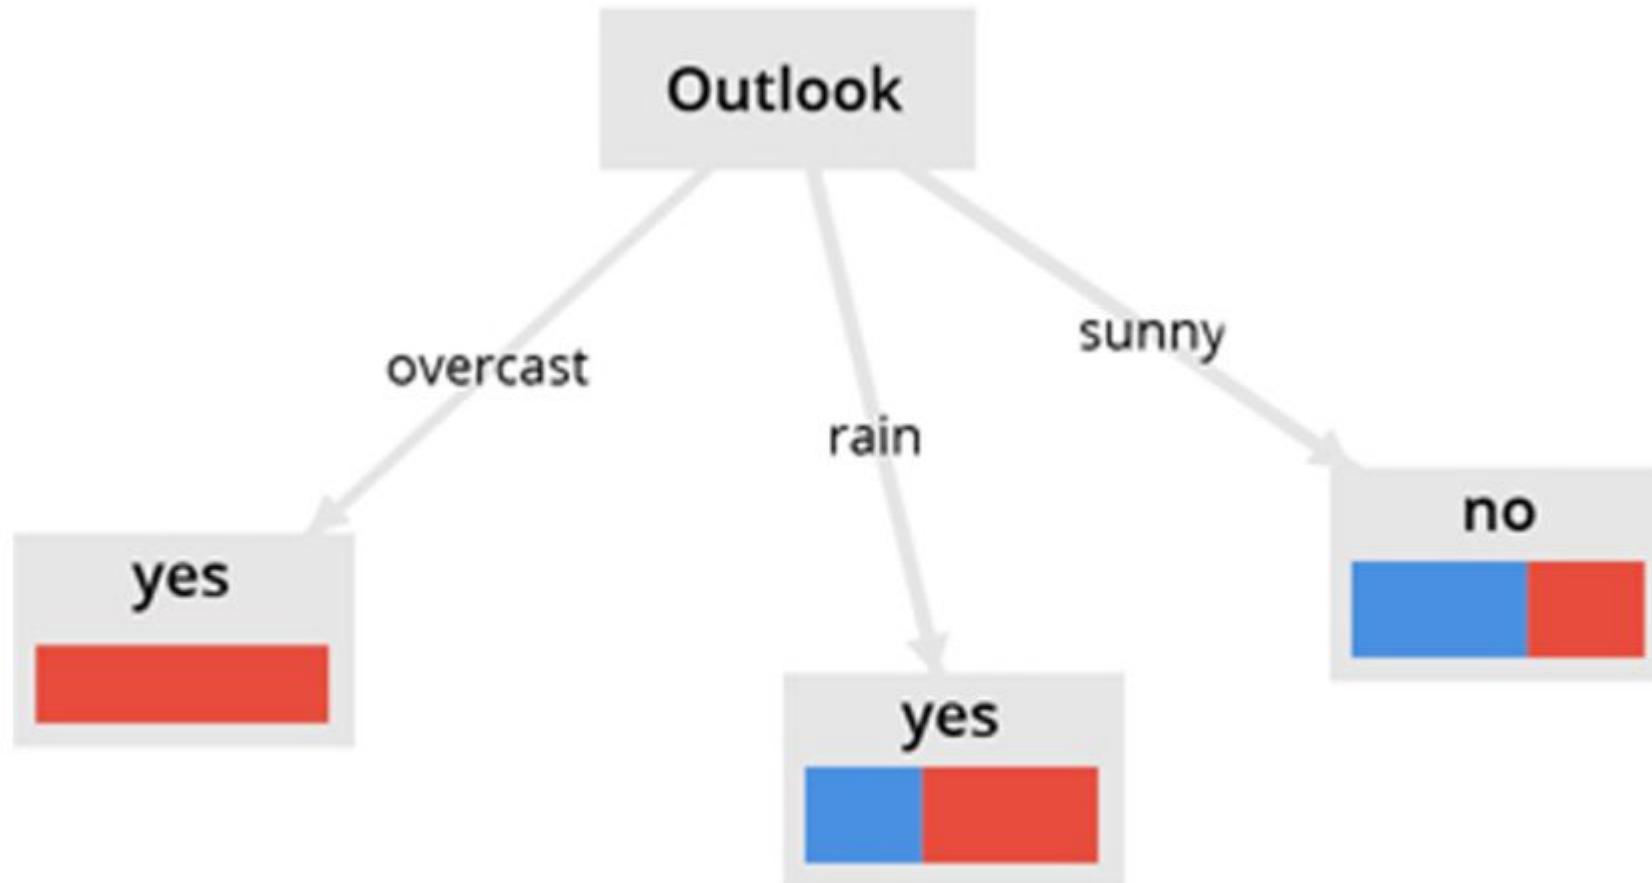 Outlook
overcast
rain
sunny
yes
yes
no